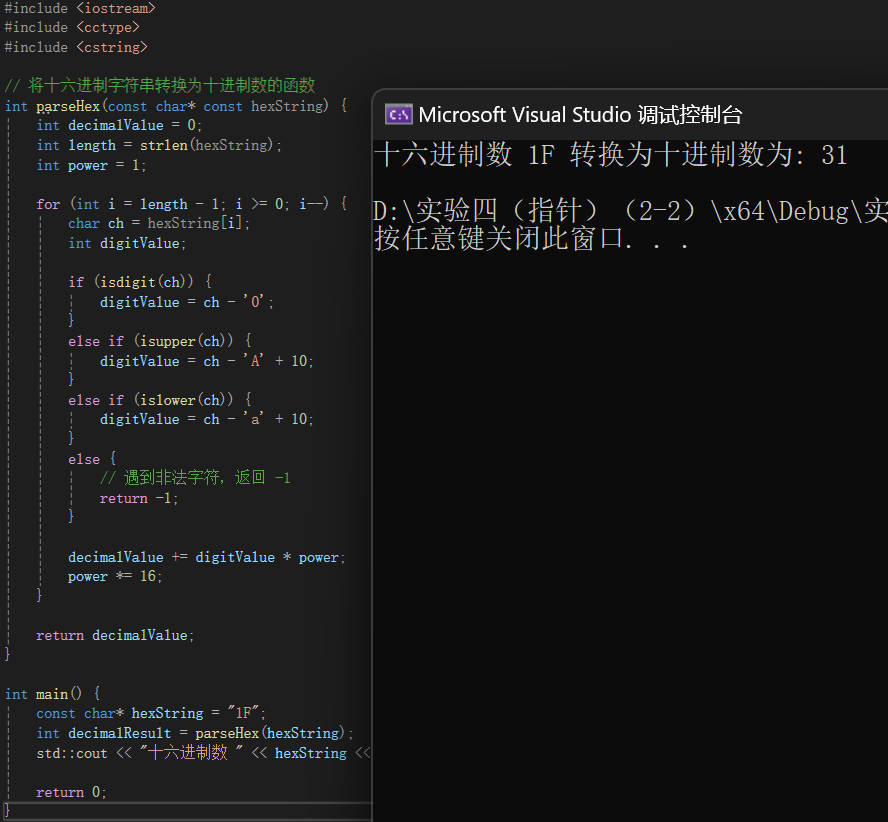 #include <iostream>
#include <cctype>
#include <cstring>
// 将十六进制字符串转换为十进制数的函数
int parseHex(const char* const hexString) {
int decimalValue = 0;
int length = strlen(hexString);
int power = 1;
for (int i = length - 1; i >= 0; i--) {
char ch = hexString[i];
int digitValue;
if (isdigit(ch)) {
digitValue = ch - '0';
}
else if (isupper(ch)) {
digitValue = ch - 'A' + 10;
}
else if (islower(ch)) {
digitValue = ch - 'a' + 10;
}
else {
// 遇到非法字符，返回 -1
return -1;
}
decimalValue += digitValue * power;
power *= 16;
}
return decimalValue;
}
int main() {
const char* hexString = "1F";
int decimalResult = parseHex(hexString);
std::cout << "十六进制数 " << hexString <<
return 0;
}
Microsoft Visual Studio 调试控制台
十六进制数 1F 转换为十进制数为: 31
D:\实验四（指针）（2-2）\x64\Debug\实
按任意键关闭此窗口. . .